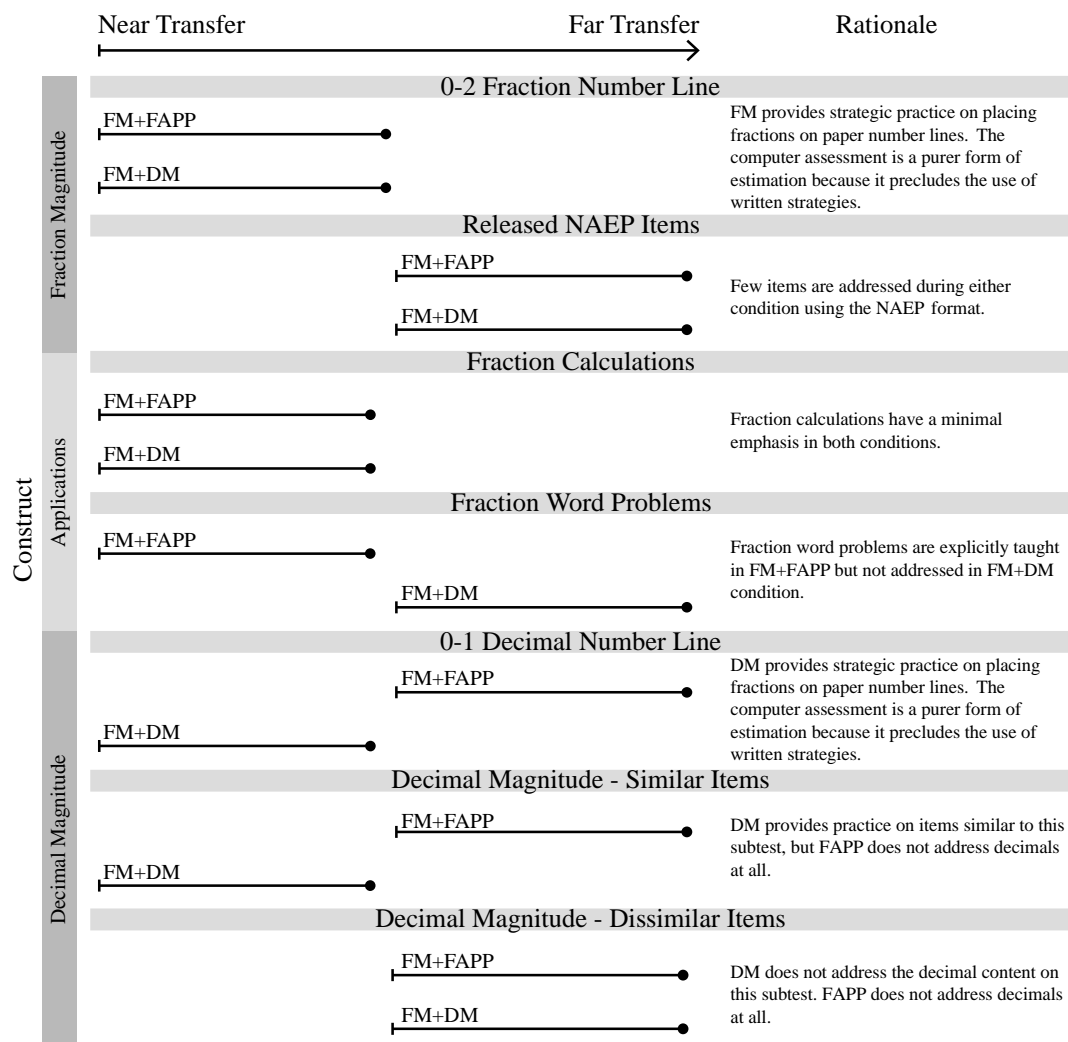 Near Transfer Far Transfer Rationale
Construct
Fraction Magnitude
0-2 Fraction Number Line
FM+FAPP
FM+DM
FM provides strategic practice on placing
fractions on paper number lines. The
computer assessment is a purer form of
estimation because it precludes the use of
written strategies.
Released NAEP Items
FM+FAPP
FM+DM
Few items are addressed during either
condition using the NAEP format.
Applications
Fraction Calculations
FM+FAPP
FM+DM
Fraction calculations have a minimal
emphasis in both conditions.
Fraction Word Problems
FM+FAPP
FM+DM
Fraction word problems are explicitly taught
in FM+FAPP but not addressed in FM+DM
condition.
Decimal Magnitude
0-1 Decimal Number Line
FM+FAPP
FM+DM
DM provides strategic practice on placing
fractions on paper number lines. The
computer assessment is a purer form of
estimation because it precludes the use of
written strategies.
Decimal Magnitude - Similar Items
FM+FAPP
FM+DM
DM provides practice on items similar to this
subtest, but FAPP does not address decimals
at all.
Decimal Magnitude - Dissimilar Items
FM+FAPP
FM+DM
DM does not address the decimal content on
this subtest. FAPP does not address decimals
at all.